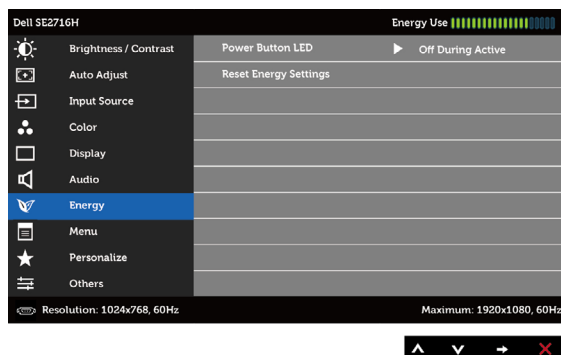 Dell SE2716H
Energy Use
Brightness / Contrast
Power Button LED
Off During Active
Auto Adjust
Reset Energy Settings
Input Source
Color
Display
Audio
Energy
Menu
Personalize
Others
Resolution: 1024x768, 60Hz
Maximum: 1920x1080, 60Hz